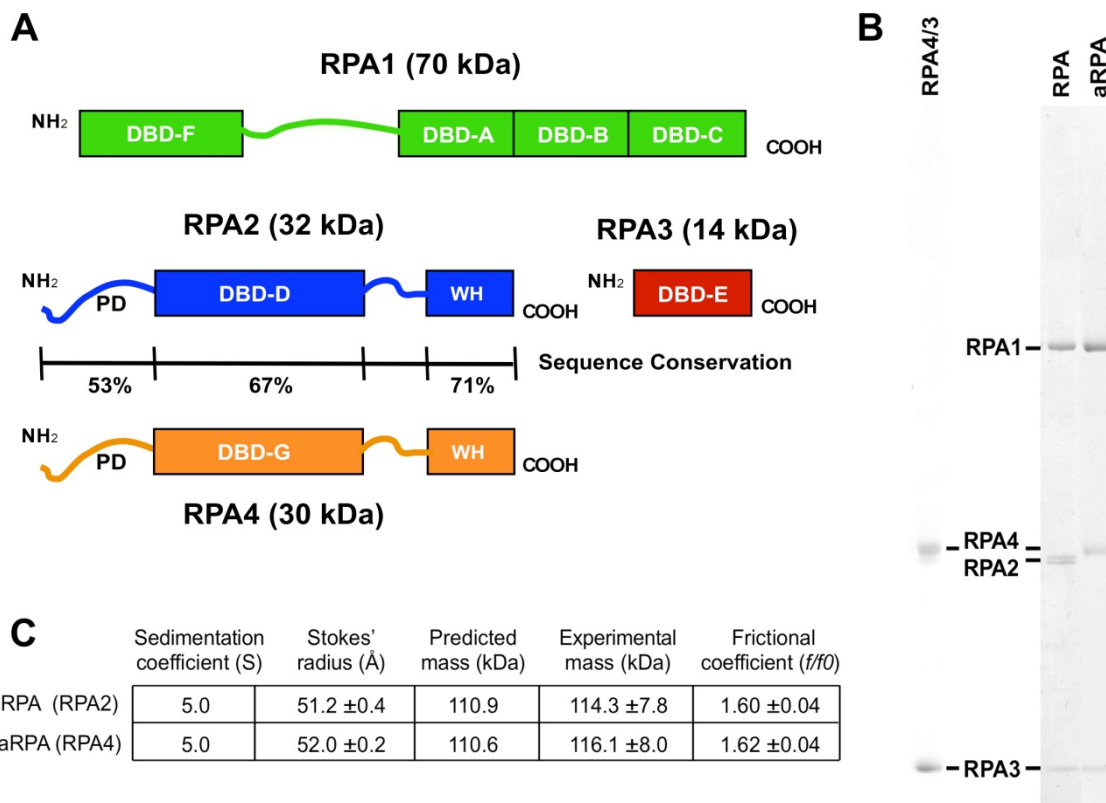 A
RPA1 (70 kDa)
NH2
DBD-F
DBD-A
DBD-B
DBD-C
COOH
RPA2 (32 kDa)
RPA3 (14 kDa)
NH2
PD
DBD-D
WH
COOH
NH2
DBD-E
COOH
53%
67%
71%
Sequence Conservation
NH2
PD
DBD-G
WH
COOH
RPA4 (30 kDa)
B
RPA4/3
RPA
aRPA
RPA1
RPA4
RPA2
RPA3
C
Sedimentation coefficient (S)
Stokes' radius (Å)
Predicted mass (kDa)
Experimental mass (kDa)
Frictional coefficient (f/f0)
RPA (RPA2) 5.0 51.2 ±0.4 110.9 114.3 ±7.8 1.60 ±0.04
aRPA (RPA4) 5.0 52.0 ±0.2 110.6 116.1 ±8.0 1.62 ±0.04